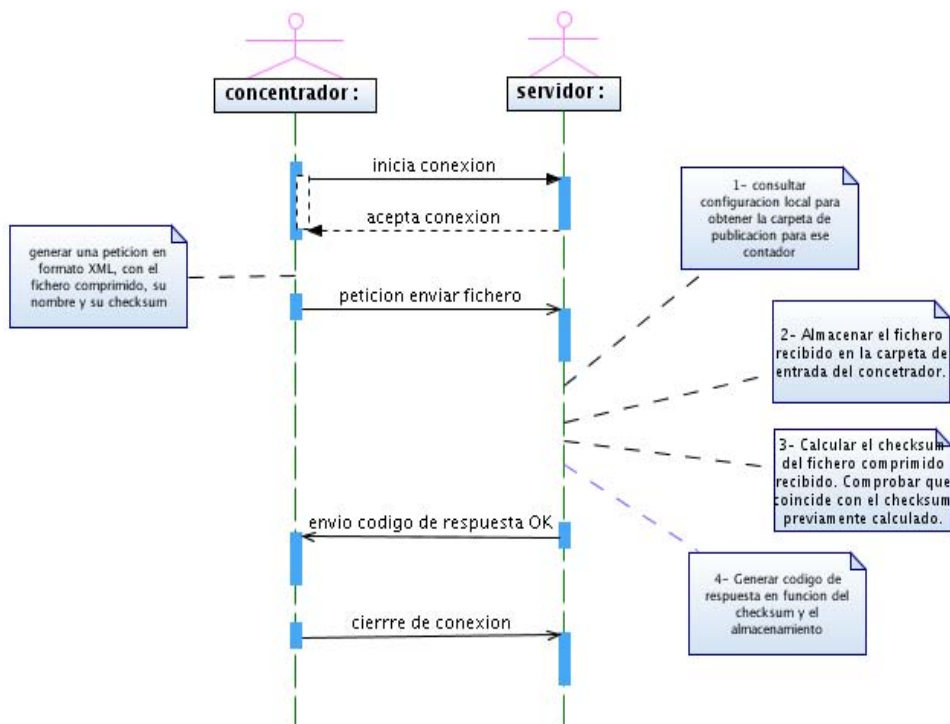 concentrador :
servidor :
inicia conexion
acepta conexion
1- consultar
configuracion local para
obtener la carpeta de
publicacion para ese
contador
generar una peticion en
formato XML, con el
fichero comprimido, su
nombre y su checksum
peticion enviar fichero
2- Almacenar el fichero
recibido en la carpeta de
entrada del concetrador.
3- Calcular el checksum
del fichero comprimido
recibido. Comprobar que
coincide con el checksum
previamente calculado.
envio codigo de respuesta OK
4- Generar codigo de
respuesta en funcion del
checksum y el
almacenamiento
cierrre de conexion